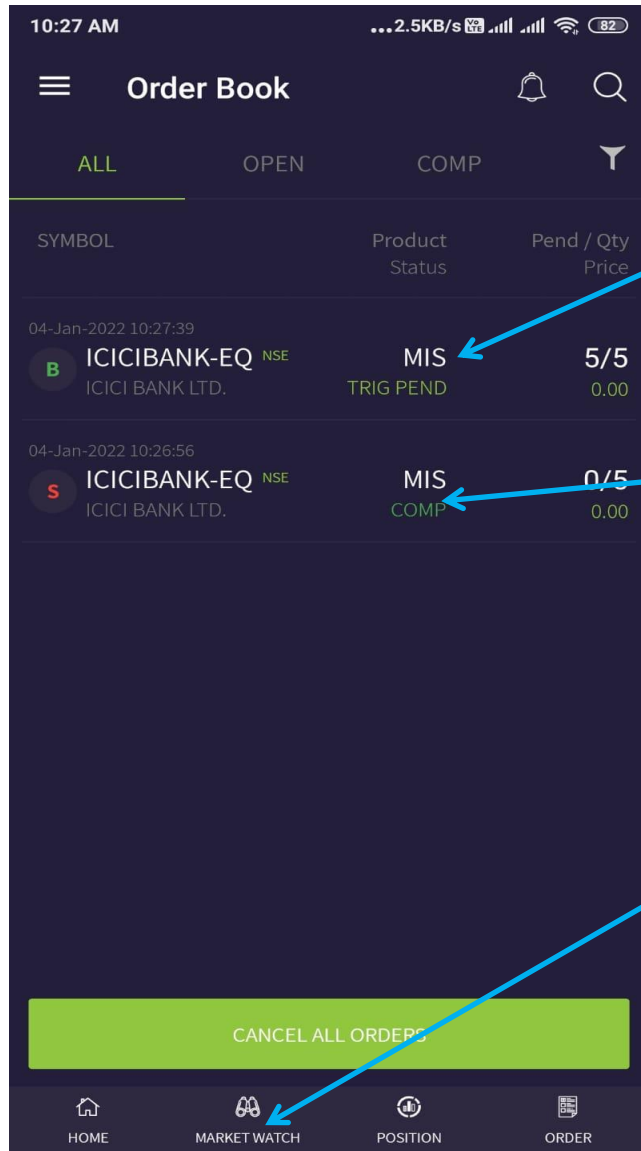 10:27 AM ...2.5KB/s Vo LTE 82
Order Book
ALL OPEN COMP
SYMBOL Product Pend / Qty
Status Price
04-Jan-2022 10:27:39
B ICICIBANK-EQ NSE MIS 5/5
ICICI BANK LTD. TRIG PEND 0.00
04-Jan-2022 10:26:56
S ICICIBANK-EQ NSE MIS 0/5
ICICI BANK LTD. COMP 0.00
CANCEL ALL ORDERS
HOME MARKET WATCH POSITION ORDER